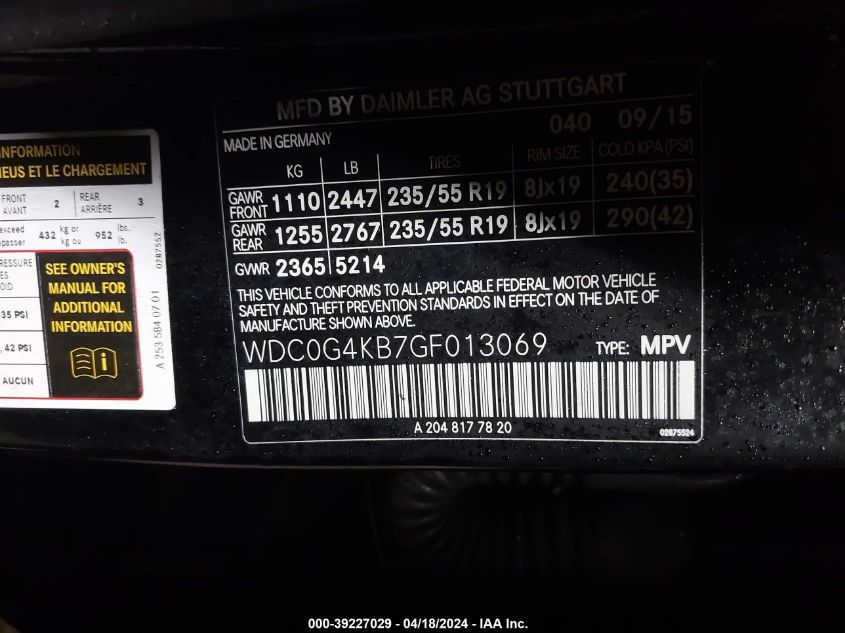 INFORMATION
NEUS ET LE CHARGEMENT
FRONT AVANT 2 REAR ARRIÈRE 3
exceed
passer 432 kg or kg ou 952 lbs. lb.
RESSURE
ES
OID
35 PSI
, 42 PSI
AUCUN
SEE OWNER'S
MANUAL FOR
ADDITIONAL
INFORMATION
0287552
A 253 584 07 01
MFD BY DAIMLER AG STUTTGART
MADE IN GERMANY 040 09/15
KG LB TIRES RIM SIZE COLD KPA (PSI)
GAWR FRONT 1110 2447 235/55 R19 8Jx19 240(35)
GAWR REAR 1255 2767 235/55 R19 8Jx19 290(42)
GVWR 2365 5214
THIS VEHICLE CONFORMS TO ALL APPLICABLE FEDERAL MOTOR VEHICLE
SAFETY AND THEFT PREVENTION STANDARDS IN EFFECT ON THE DATE OF
MANUFACTURE SHOWN ABOVE.
WDC0G4KB7GF013069 TYPE: MPV
A 204 817 78 20
02875524
000-39227029 - 04/18/2024 - IAA Inc.